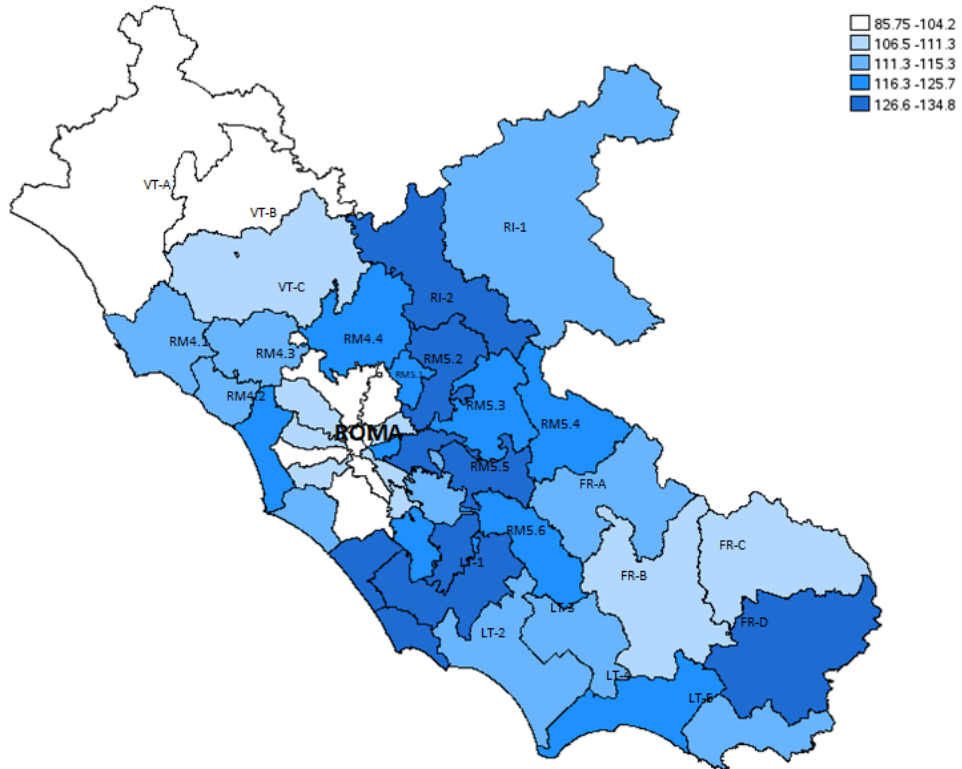 85.75 -104.2
106.5 -111.3
111.3 -115.3
116.3 -125.7
126.6 -134.8
VT-A
VT-B
RI-1
VT-C
RI-2
RM4.1
RM4.3
RM4.4
RM5.2
RM5.1
RM4.2
RM5.3
RM5.4
ROMA
RM5.5
FR-A
RM5.6
FR-C
LT-1
FR-B
LT-3
FR-D
LT-2
LT-4
LT-5